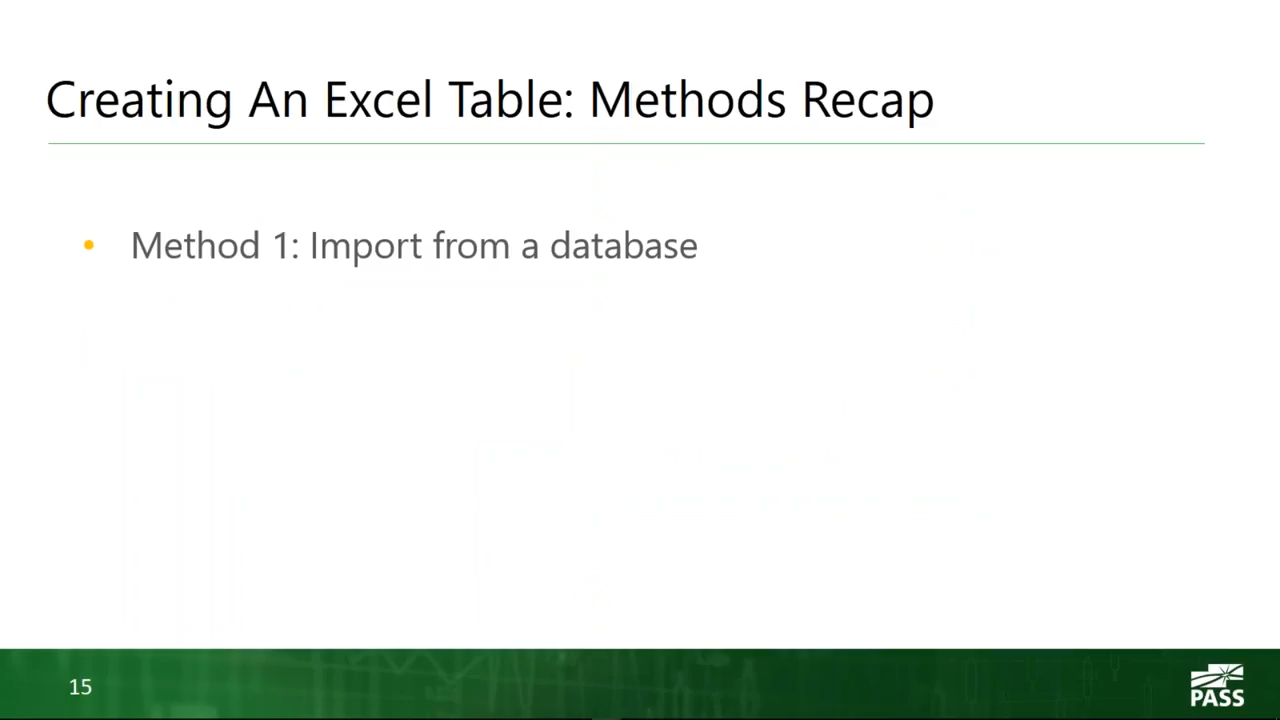 Creating An Excel Table: Methods Recap
• Method 1: Import from a database
15
PASS